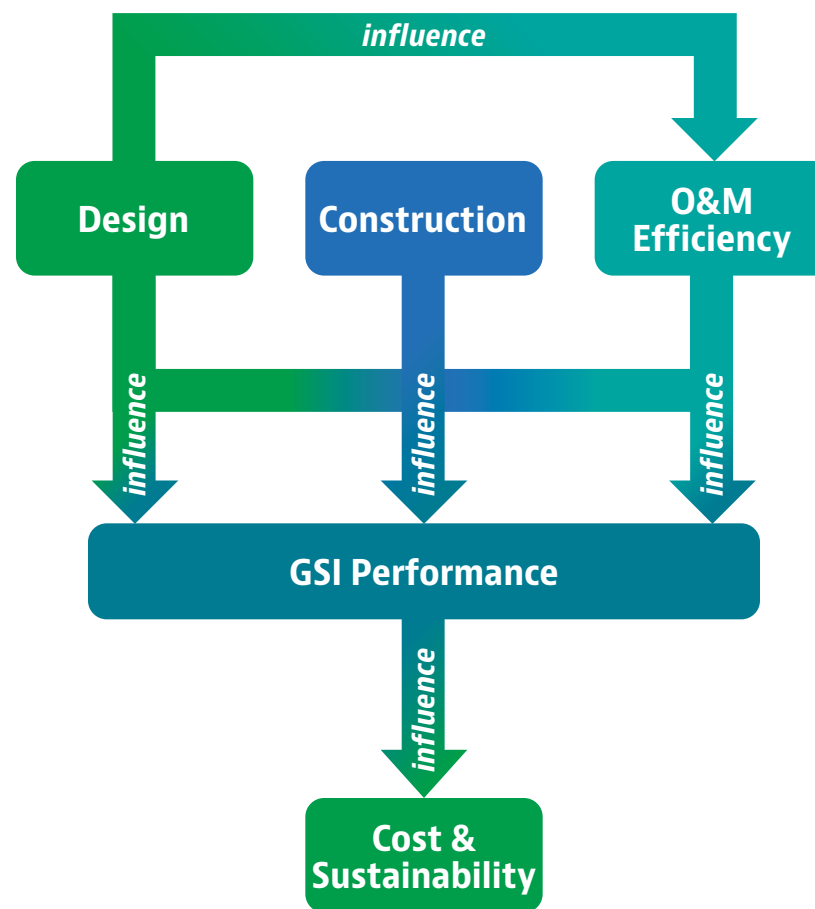 influence
Design
Construction
O&M
Efficiency
influence
influence
influence
GSI Performance
influence
Cost &
Sustainability